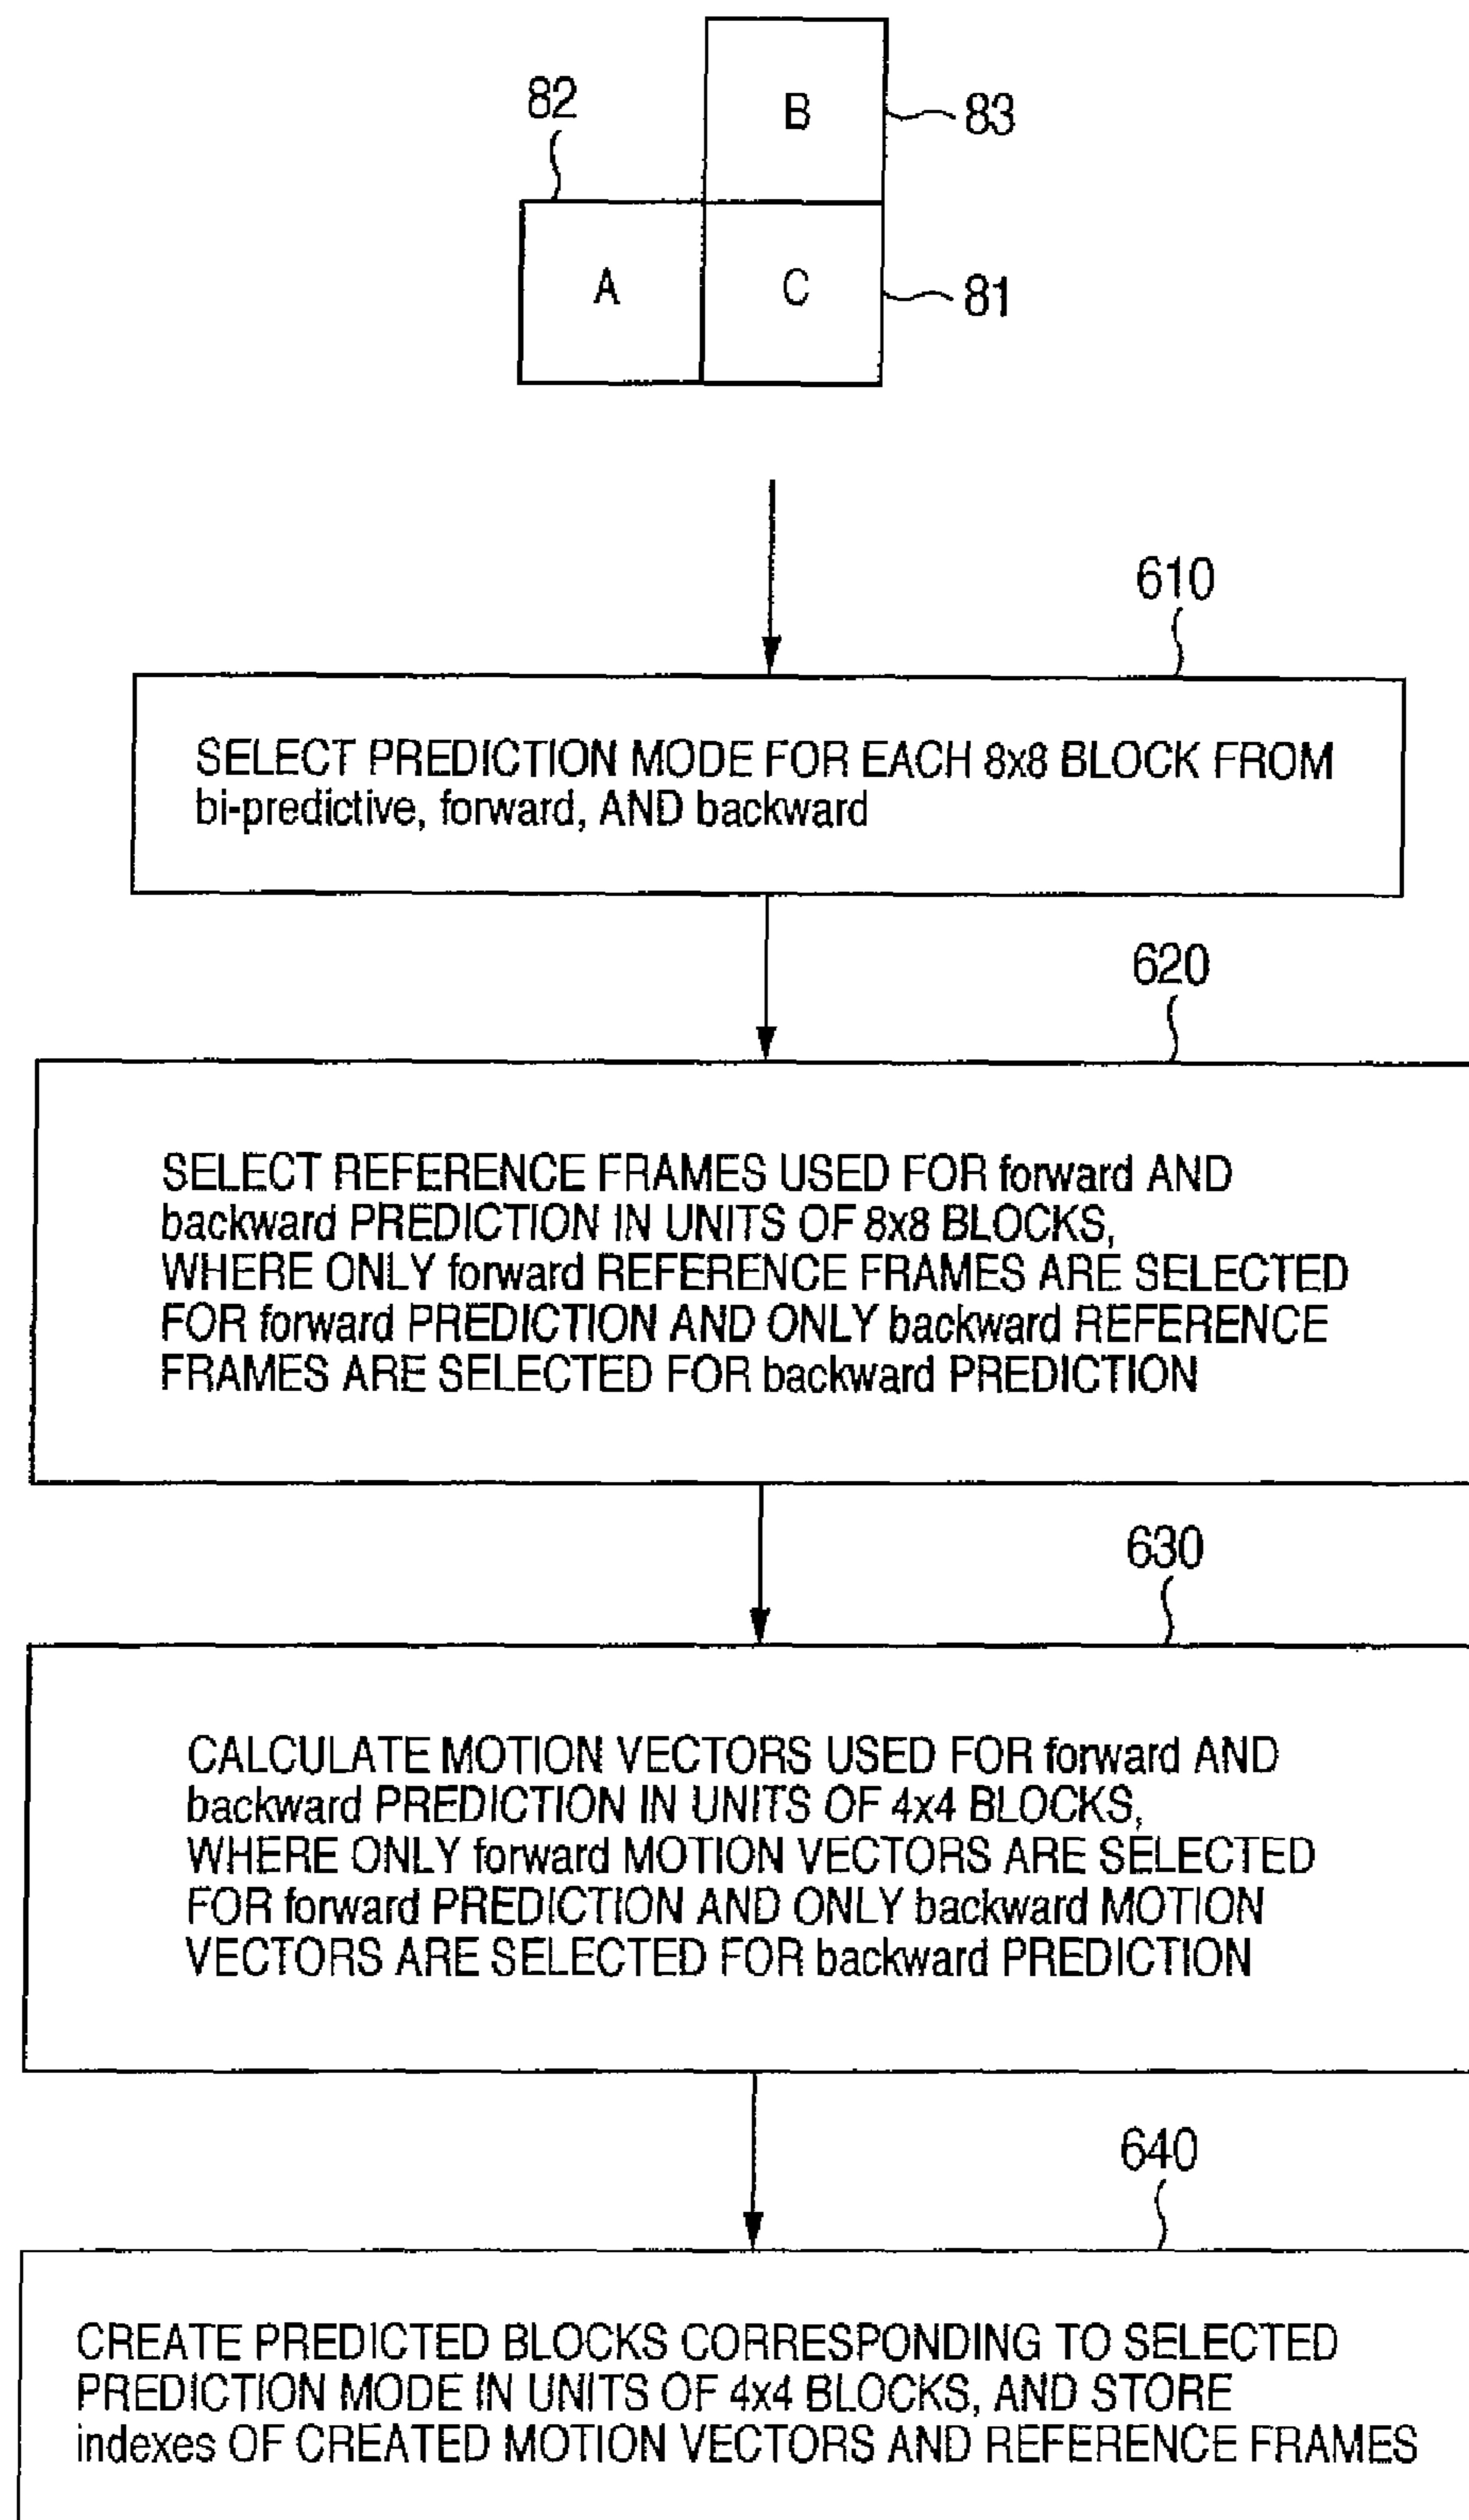 82
B
83
A
C
81
610
SELECT PREDICTION MODE FOR EACH 8x8 BLOCK FROM
bi-predictive, forward, AND backward
620
SELECT REFERENCE FRAMES USED FOR forward AND
backward PREDICTION IN UNITS OF 8x8 BLOCKS,
WHERE ONLY forward REFERENCE FRAMES ARE SELECTED
FOR forward PREDICTION AND ONLY backward REFERENCE
FRAMES ARE SELECTED FOR backward PREDICTION
630
CALCULATE MOTION VECTORS USED FOR forward AND
backward PREDICTION IN UNITS OF 4x4 BLOCKS,
WHERE ONLY forward MOTION VECTORS ARE SELECTED
FOR forward PREDICTION AND ONLY backward MOTION
VECTORS ARE SELECTED FOR backward PREDICTION
640
CREATE PREDICTED BLOCKS CORRESPONDING TO SELECTED
PREDICTION MODE IN UNITS OF 4x4 BLOCKS, AND STORE
indexes OF CREATED MOTION VECTORS AND REFERENCE FRAMES